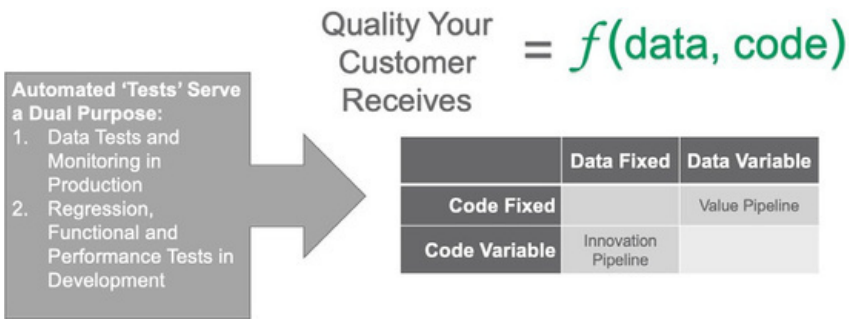 Quality Your
Customer
Receives
= f(data, code)
Automated ‘Tests’ Serve
a Dual Purpose:
1. Data Tests and
Monitoring in
Production
2. Regression,
Functional and
Performance Tests in
Development
Data Fixed Data Variable
Code Fixed Value Pipeline
Code Variable Innovation
Pipeline